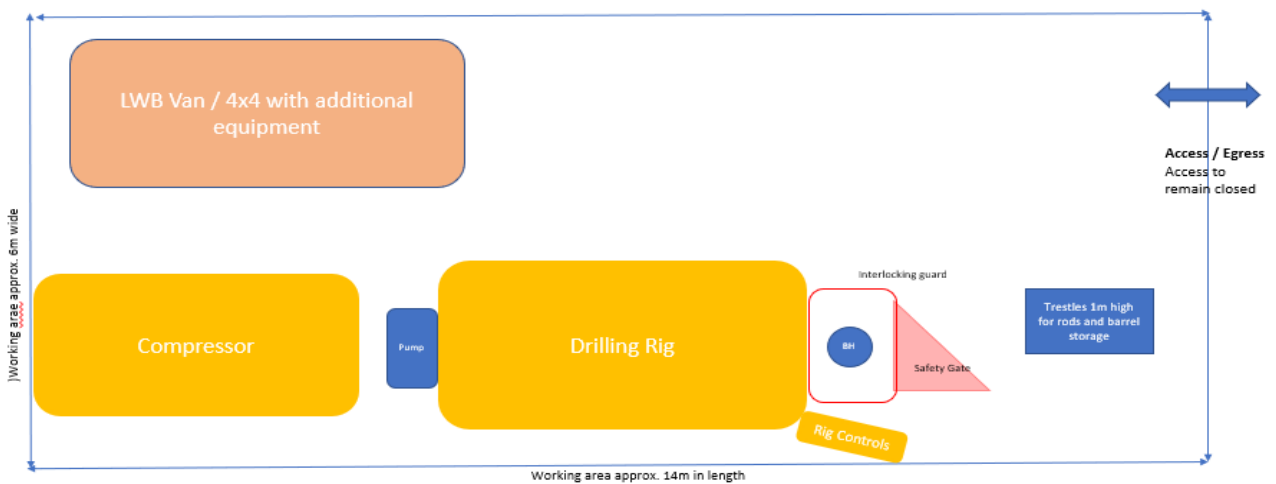 LWB Van / 4x4 with additional
equipment
Access / Egress
Access to
remain closed
)Working arae approx. 6m wide
Interlocking guard
Compressor
Pump
Drilling Rig
BH
Safety Gate
Trestles 1m high
for rods and barrel
storage
Rig Controls
Working area approx. 14m in length